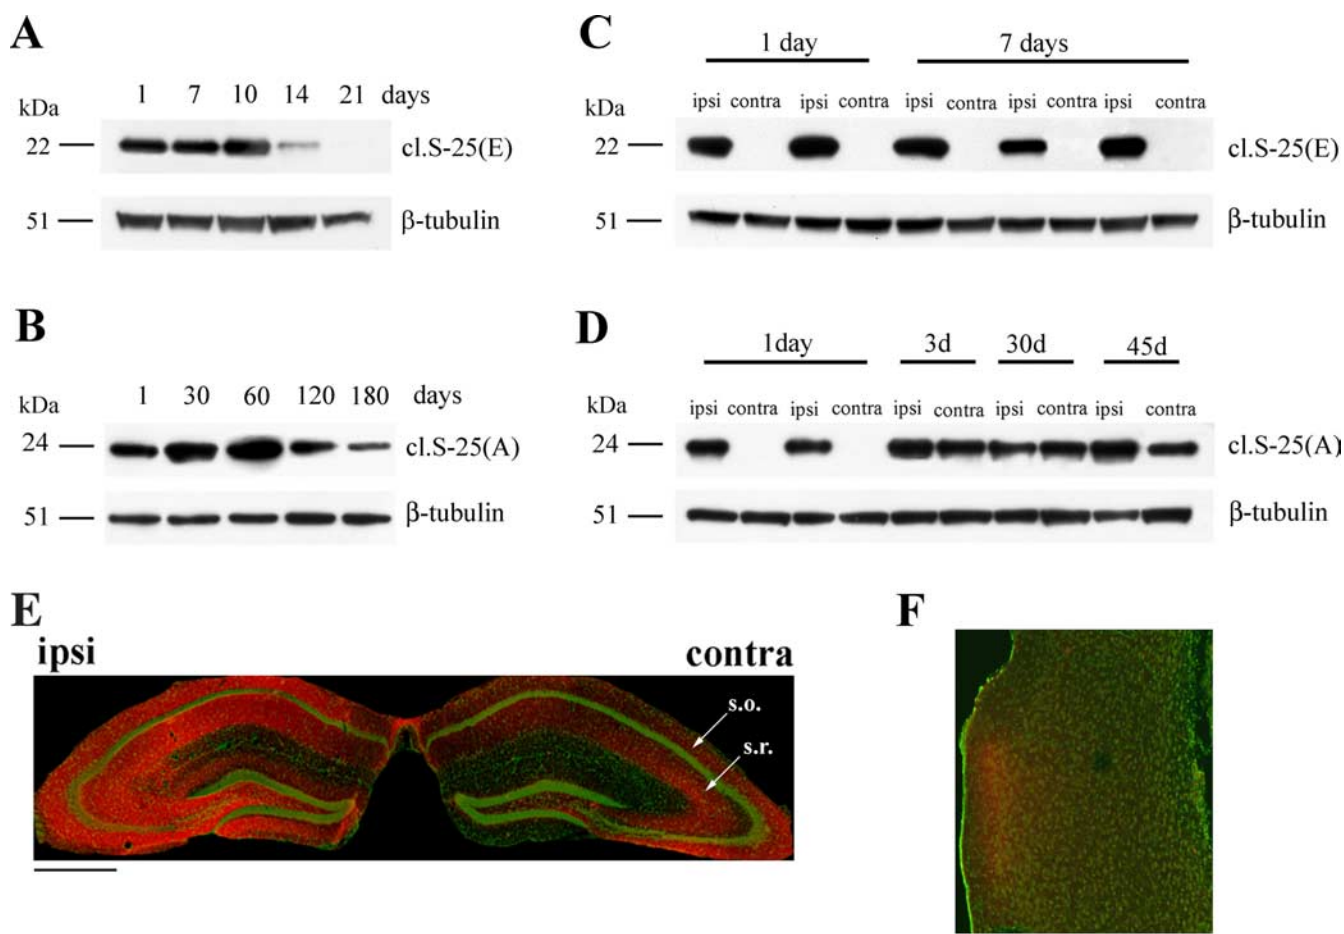 A
kDa
1 7 10 14 21 days
22 cl.S-25(E)
51 β-tubulin
B
kDa
1 30 60 120 180 days
24 cl.S-25(A)
51 β-tubulin
C
1 day 7 days
kDa
ipsi contra ipsi contra ipsi contra ipsi contra ipsi contra
22 cl.S-25(E)
51 β-tubulin
D
1day 3d 30d 45d
kDa
ipsi contra ipsi contra ipsi contra ipsi contra ipsi contra
24 cl.S-25(A)
51 β-tubulin
E
ipsi contra
s.o.
s.r.
F